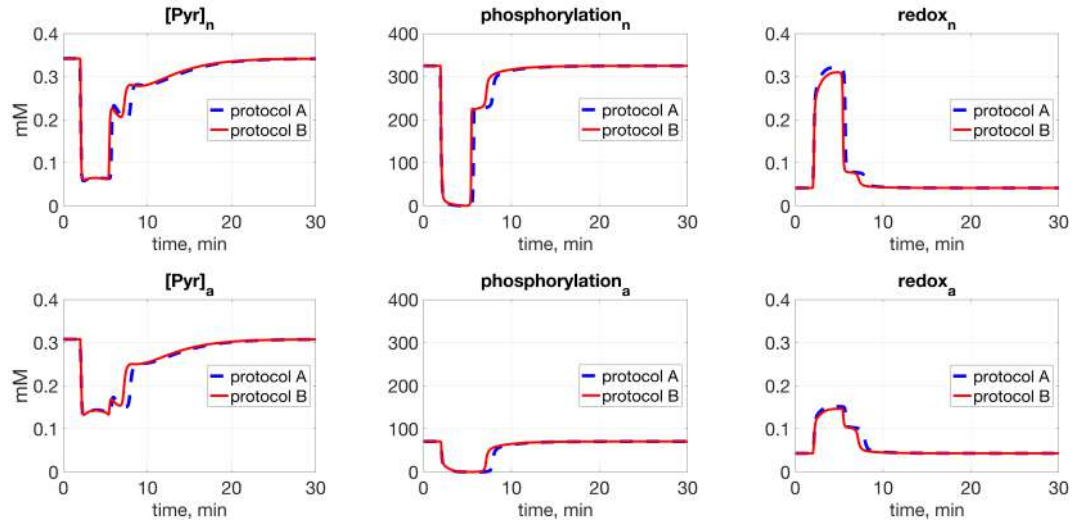 [Pyr]n
0.4
0.3
0.2
0.1
0
mM
protocol A
protocol B
0 10 20 30
time, min
phosphorylationn
400
300
200
100
0
protocol A
protocol B
0 10 20 30
time, min
redoxn
0.4
0.3
0.2
0.1
0
protocol A
protocol B
0 10 20 30
time, min
[Pyr]a
0.4
0.3
0.2
0.1
0
mM
protocol A
protocol B
0 10 20 30
time, min
phosphorylationa
400
300
200
100
0
protocol A
protocol B
0 10 20 30
time, min
redoxa
0.4
0.3
0.2
0.1
0
protocol A
protocol B
0 10 20 30
time, min